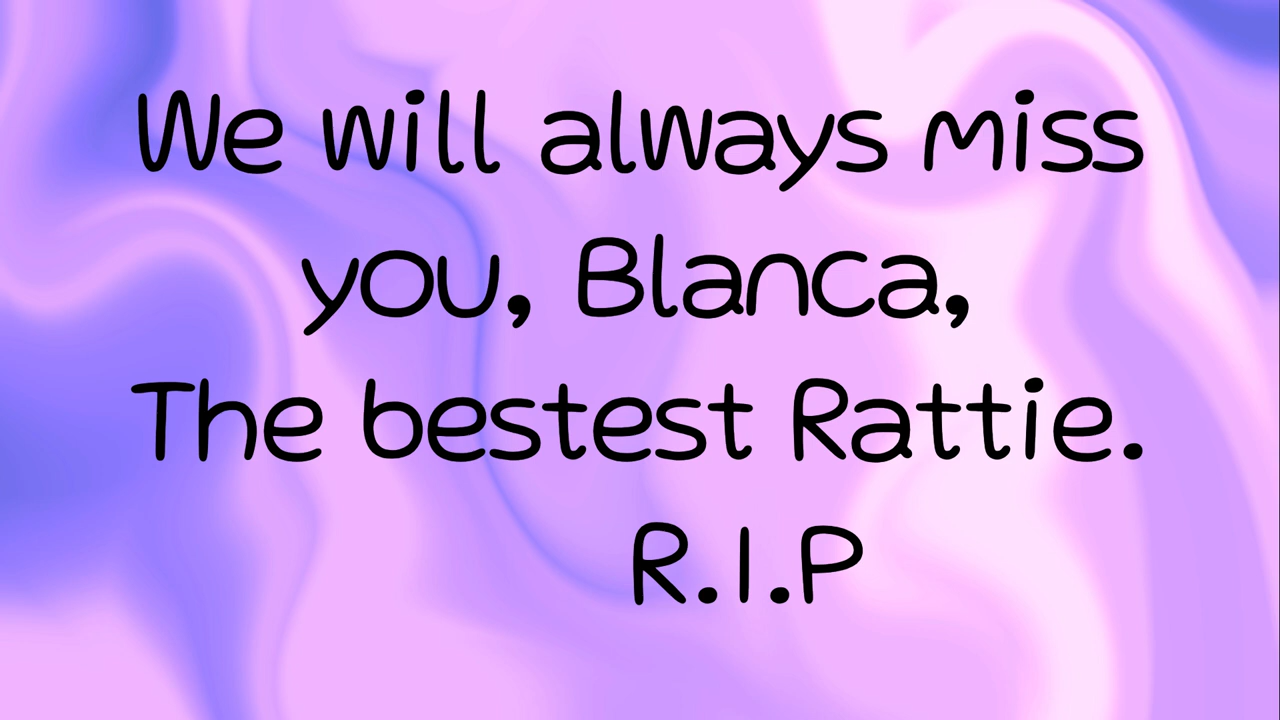 We will always miss
you, Blanca,
The bestest Rattie.
R.I.P